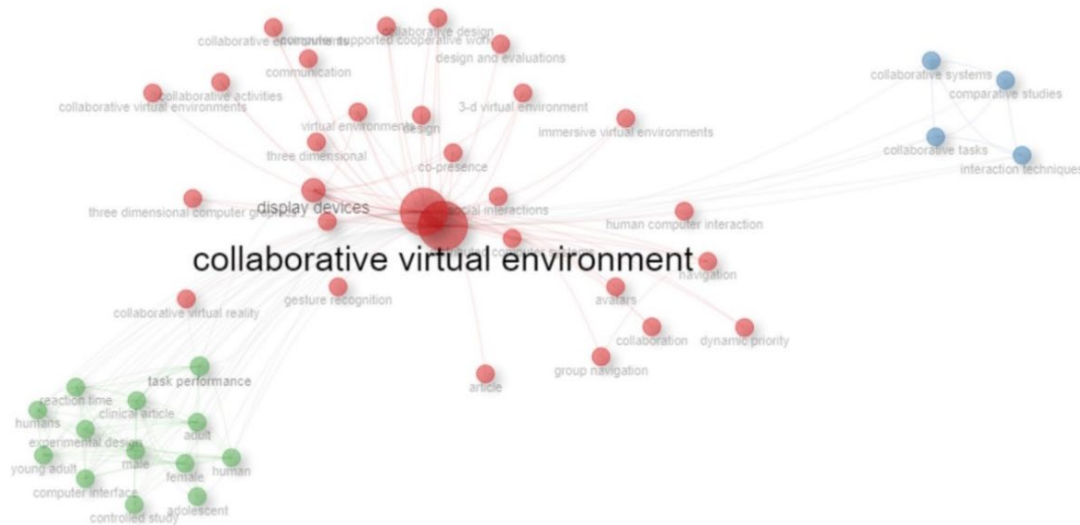 collaborative design
collaborative environments
computer supported cooperative work
design and evaluations
communication
collaborative systems
comparative studies
collaborative activities
collaborative virtual environments
3-d virtual environment
virtual environments
design
immersive virtual environments
three dimensional
collaborative tasks
co-presence
interaction techniques
display devices
three dimensional computer graphics
social interactions
human computer interaction
computer systems
collaborative virtual environment
navigation
gesture recognition
avatars
collaborative virtual reality
collaboration
dynamic priority
group navigation
task performance
article
reaction time
clinical article
humans
adult
experimental design
young adult
male
female
human
computer interface
adolescent
controlled study